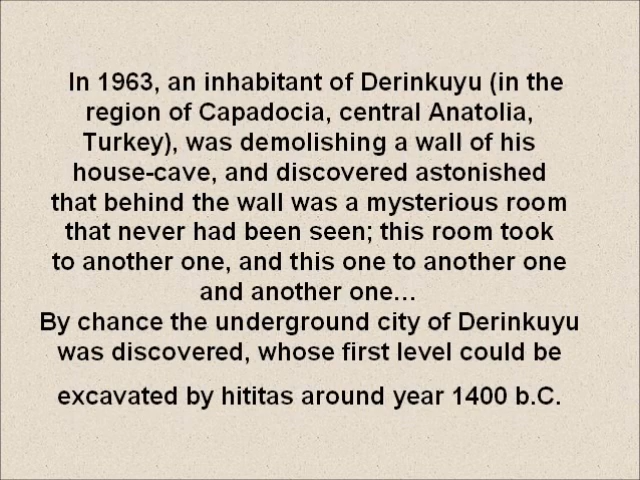 In 1963, an inhabitant of Derinkuyu (in the
region of Capadocia, central Anatolia,
Turkey), was demolishing a wall of his
house-cave, and discovered astonished
that behind the wall was a mysterious room
that never had been seen; this room took
to another one, and this one to another one
and another one...
By chance the underground city of Derinkuyu
was discovered, whose first level could be
excavated by hititas around year 1400 b.C.